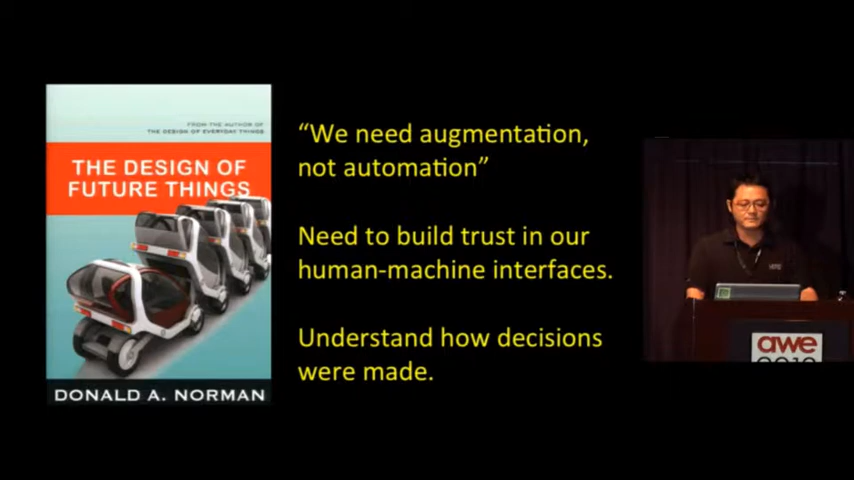 FROM THE AUTHOR OF
THE DESIGN OF EVERYDAY THINGS
THE DESIGN OF
FUTURE THINGS
DONALD A. NORMAN
“We need augmentation,
not automation”
Need to build trust in our
human-machine interfaces.
Understand how decisions
were made.
awe